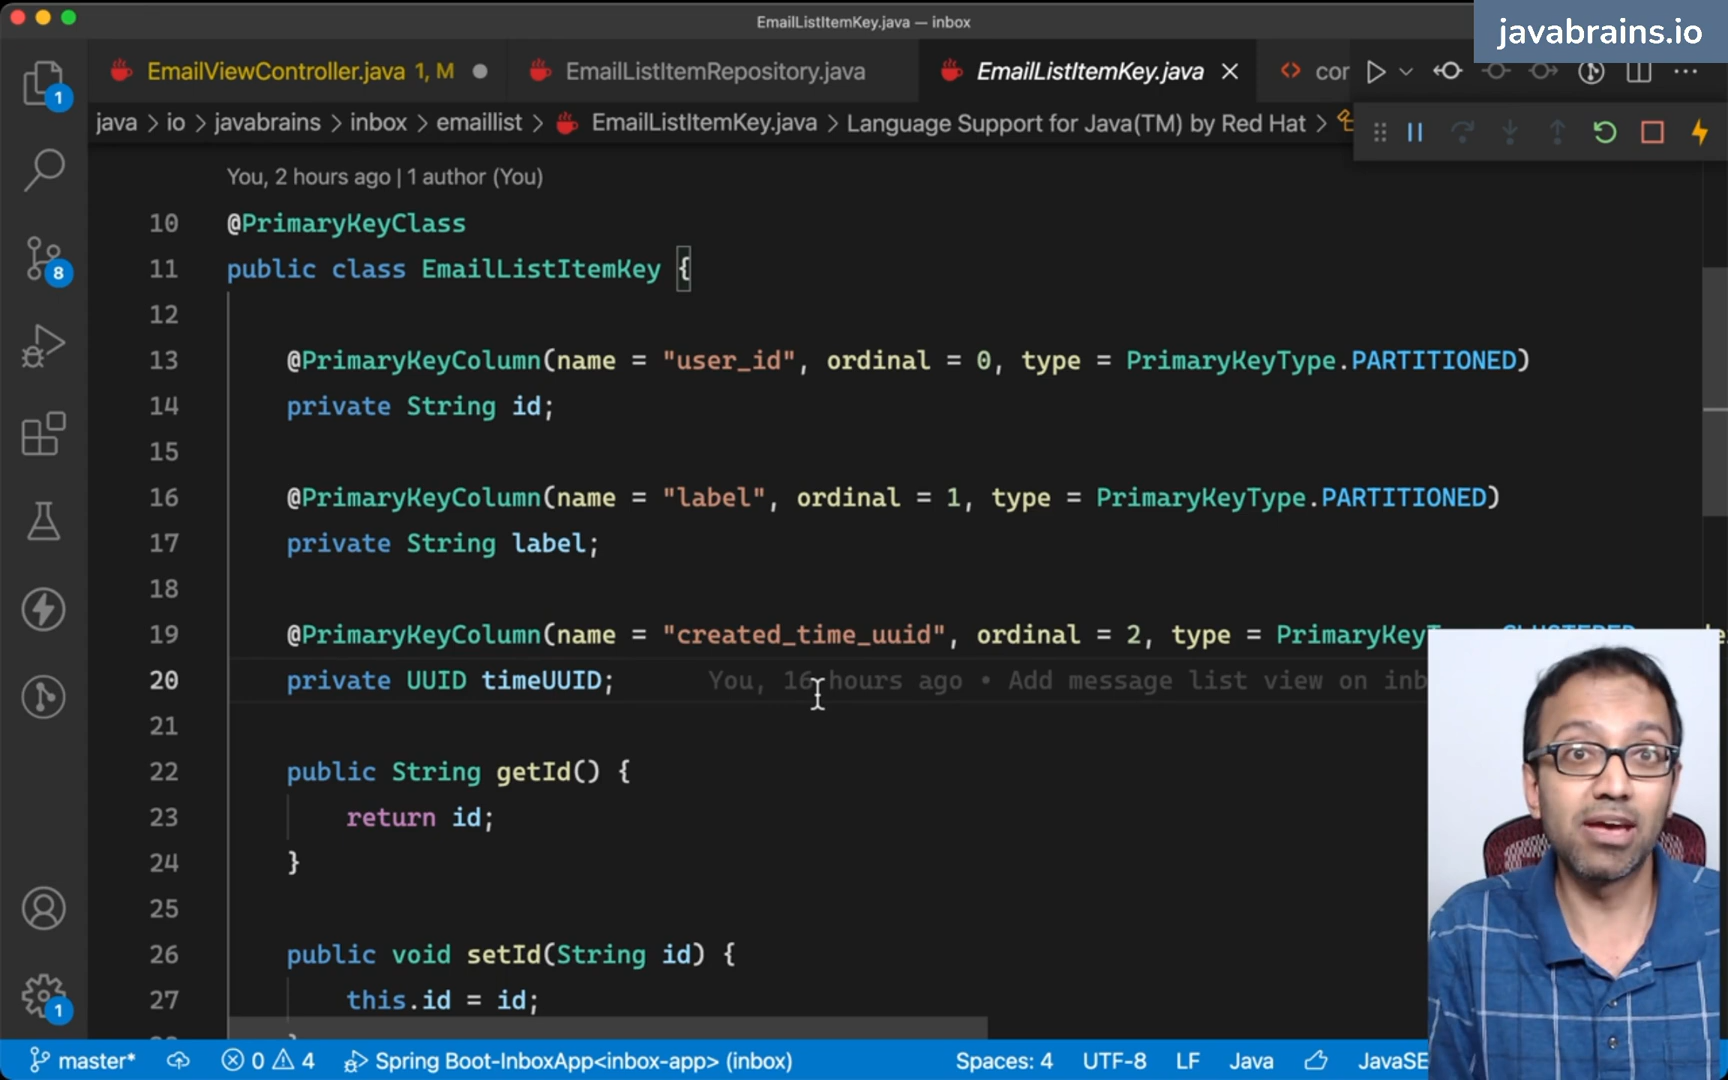 EmailListItemKey.java — inbox
javabrains.io
EmailViewController.java 1, M
EmailListItemRepository.java
EmailListItemKey.java
cor
java > io > javabrains > inbox > emaillist > EmailListItemKey.java > Language Support for Java(TM) by Red Hat >
1
8
1
You, 2 hours ago | 1 author (You)
10 @PrimaryKeyClass
11 public class EmailListItemKey {
12
13 @PrimaryKeyColumn(name = "user_id", ordinal = 0, type = PrimaryKeyType.PARTITIONED)
14 private String id;
15
16 @PrimaryKeyColumn(name = "label", ordinal = 1, type = PrimaryKeyType.PARTITIONED)
17 private String label;
18
19 @PrimaryKeyColumn(name = "created_time_uuid", ordinal = 2, type = PrimaryKeyT
20 private UUID timeUUID; You, 16 hours ago • Add message list view on inb
21
22 public String getId() {
23 return id;
24 }
25
26 public void setId(String id) {
27 this.id = id;
master* 0 4 Spring Boot-InboxApp<inbox-app> (inbox) Spaces: 4 UTF-8 LF Java JavaSE